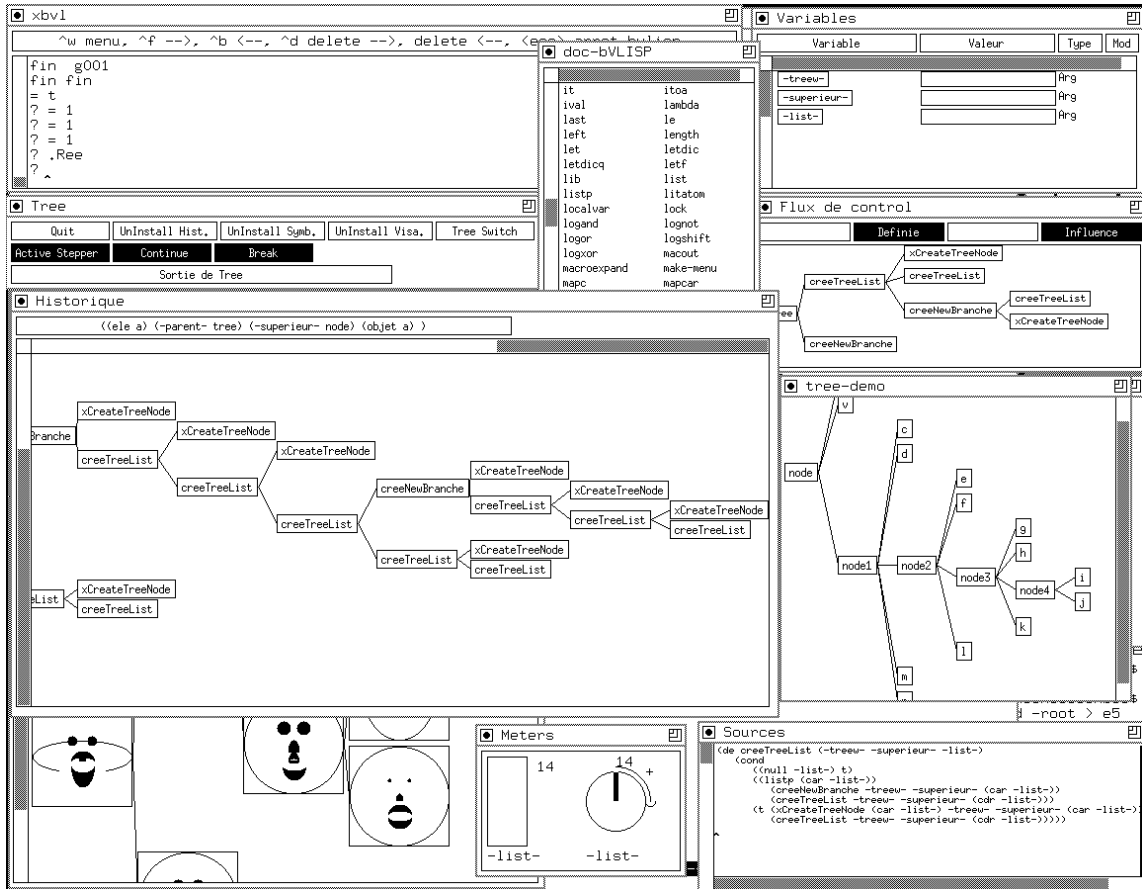 xbvl
^w menu, ^f -->, ^b <--, ^d delete -->, delete <--,
fin g001
fin fin
= t
? = 1
? = 1
? = 1
? .Ree
?
^
doc-bVLISP
it itoa
ival lambda
last le
left length
let letdic
letdicq letf
lib list
listp litatom
localvar lock
logand lognot
logor logshift
logxor macout
macroexpand make-menu
mapc mapcar
Variables
Variable Valeur Type Mod
-treew- Arg
-superieur- Arg
-list- Arg
Tree
Quit UnInstall Hist. UnInstall Symb. UnInstall Visa. Tree Switch
Active Stepper Continue Break
Sortie de Tree
Flux de control
Definie Influence
xCreateTreeNode
creeTreeList
creeTreeList
creeTreeList
creeNewBranche
xCreateTreeNode
ree
creeNewBranche
Historique
((ele a) (-parent- tree) (-superieur- node) (objet a) )
xCreateTreeNode
Branche
xCreateTreeNode
creeTreeList
xCreateTreeNode
creeTreeList
xCreateTreeNode
creeNewBranche
xCreateTreeNode
creeTreeList
xCreateTreeNode
creeTreeList
creeTreeList
creeTreeList
xCreateTreeNode
creeTreeList
creeTreeList
xCreateTreeNode
eList
creeTreeList
tree-demo
v
c
d
node
e
f
g
h
node1
node2
node3
i
node4
j
k
l
m
d -root > e5
Meters
14 14
+
-
-list- -list-
Sources
(de creeTreeList (-treew- -superieur- -list-)
(cond
((null -list-) t)
((listp (car -list-))
(creeNewBranche -treew- -superieur- (car -list-))
(creeTreeList -treew- -superieur- (cdr -list-)))
(t (xCreateTreeNode (car -list-) -treew- -superieur- (car -list-))
(creeTreeList -treew- -superieur- (cdr -list-)))))
^